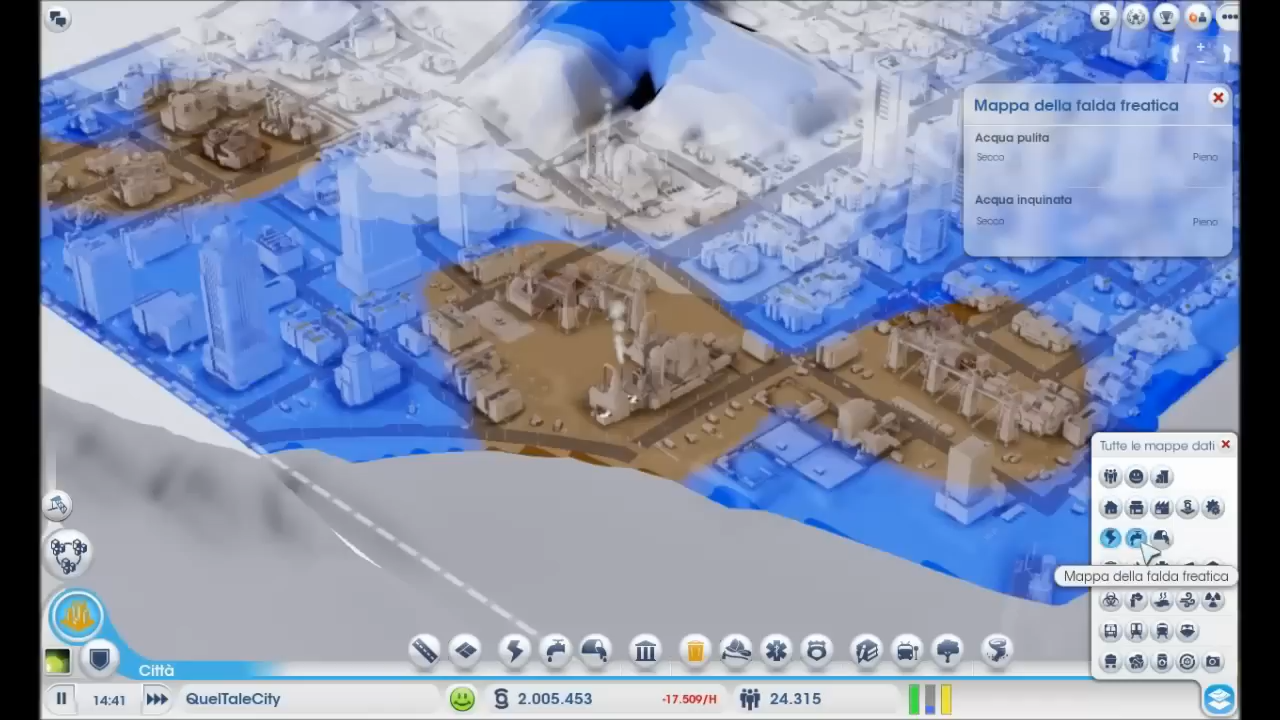 Mappa della falda freatica
Acqua pulita
Secco Pieno
Acqua inquinata
Secco Pieno
Tutte le mappe dati
Mappa della falda freatica
Città
14:41
QuelTaleCity
2.005.453
-17.509/H
24.315